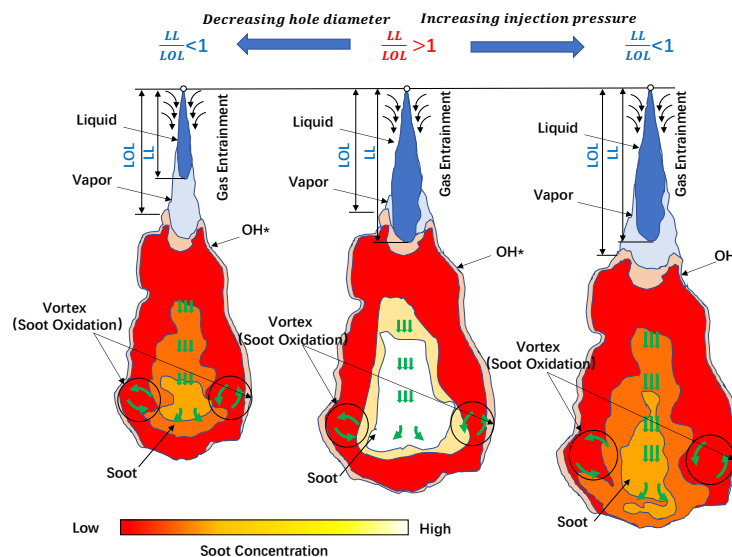 Decreasing hole diameter
Increasing injection pressure
LL/LOL<1
LL/LOL>1
LL/LOL<1
Liquid
LOL
LL
Gas Entrainment
Vapor
OH*
Vortex
(Soot Oxidation)
Soot
Liquid
LOL
LL
Gas Entrainment
Vapor
OH*
Vortex
(Soot Oxidation)
Soot
Liquid
LOL
LL
Gas Entrainment
Vapor
OH
Vortex
(Soot Oxidation)
Soot
Low
High
Soot Concentration